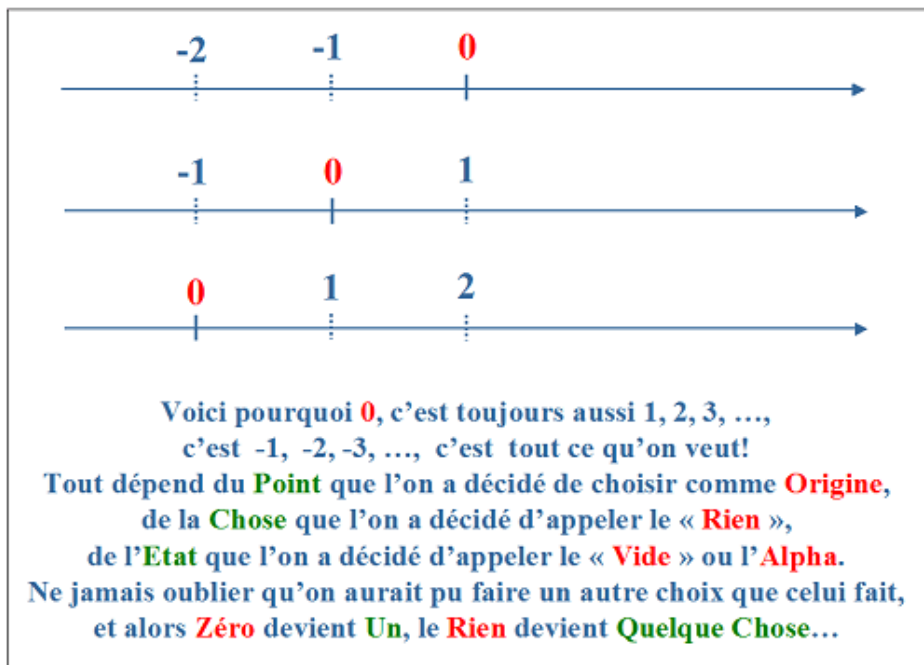 -2 -1 0
-1 0 1
0 1 2
Voici pourquoi 0, c’est toujours aussi 1, 2, 3, …,
c’est -1, -2, -3, …, c’est tout ce qu’on veut!
Tout dépend du Point que l’on a décidé de choisir comme Origine,
de la Chose que l’on a décidé d’appeler le « Rien »,
de l’Etat que l’on a décidé d’appeler le « Vide » ou l’Alpha.
Ne jamais oublier qu’on aurait pu faire un autre choix que celui fait,
et alors Zéro devient Un, le Rien devient Quelque Chose…